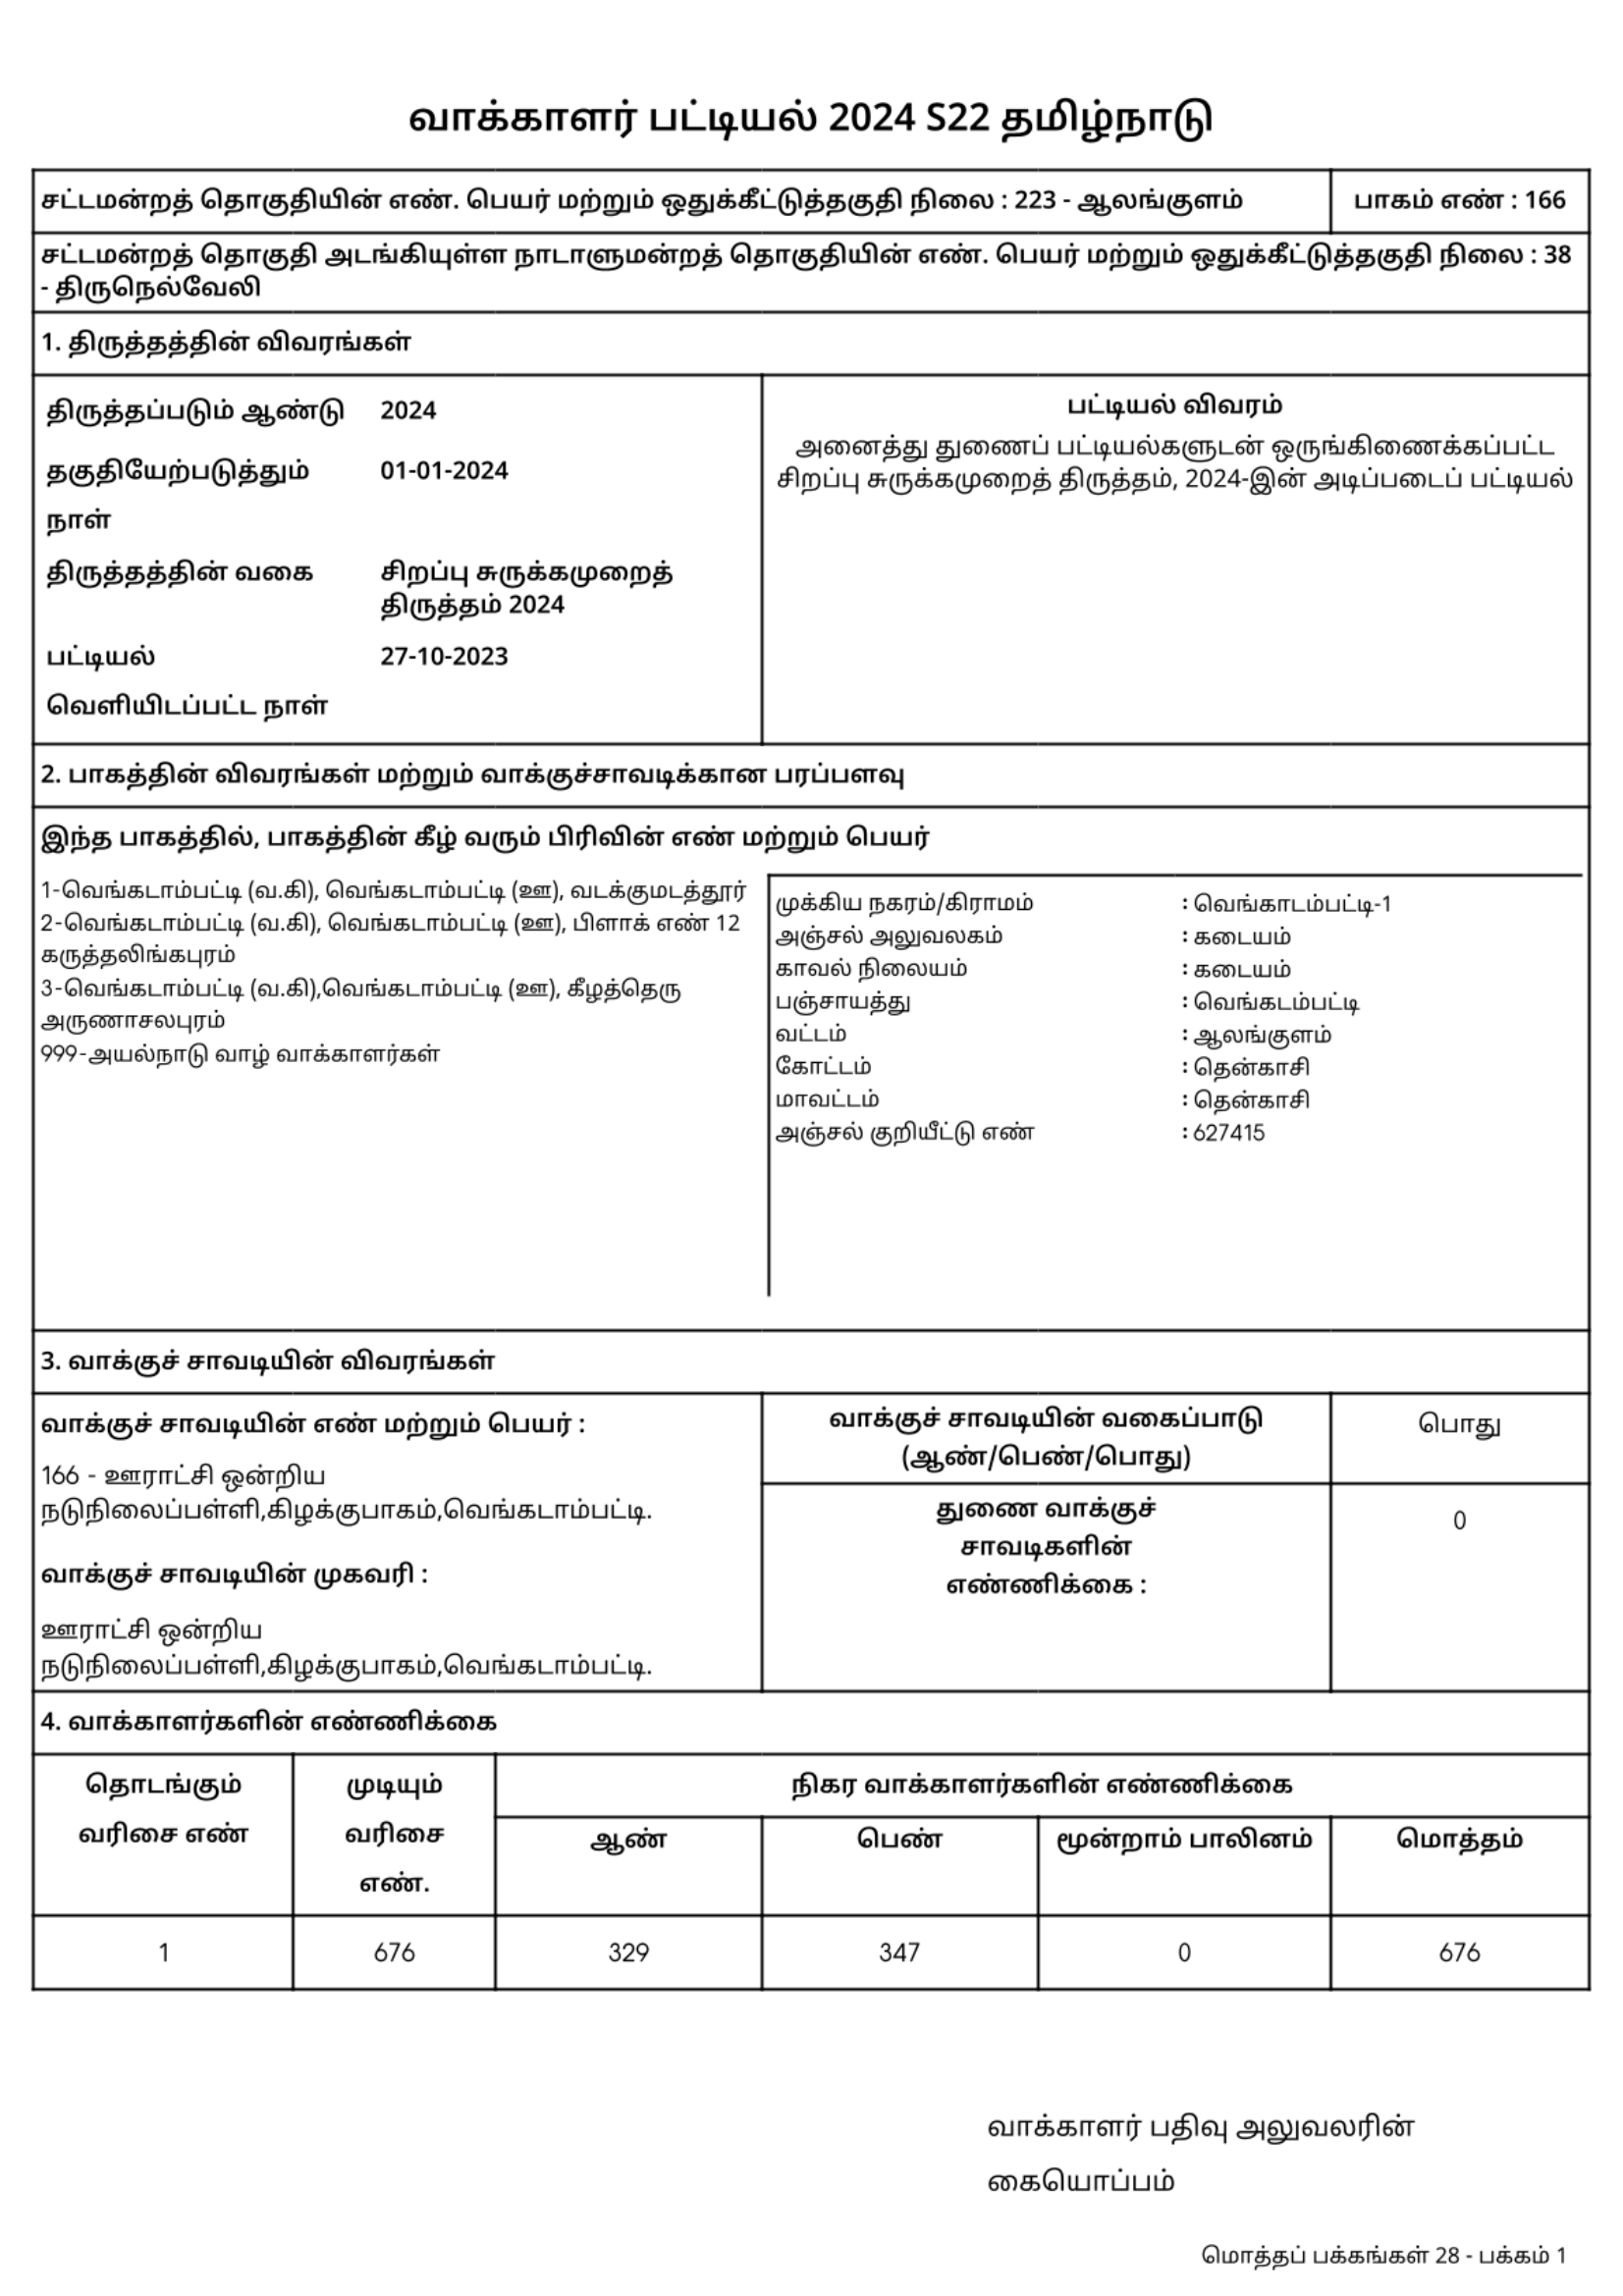 வாக்காளர் பட்டியல் 2024 S22 தமிழ்நாடு
சட்டமன்றத் தொகுதியின் எண். பெயர் மற்றும் ஒதுக்கீட்டுத்தகுதி நிலை : 223 - ஆலங்குளம்
பாகம் எண் : 166
சட்டமன்றத் தொகுதி அடங்கியுள்ள நாடாளுமன்றத் தொகுதியின் எண். பெயர் மற்றும் ஒதுக்கீட்டுத்தகுதி நிலை : 38
- திருநெல்வேலி
1. திருத்தத்தின் விவரங்கள்
திருத்தப்படும் ஆண்டு 2024
தகுதியேற்படுத்தும் 01-01-2024
நாள்
திருத்தத்தின் வகை சிறப்பு சுருக்கமுறைத்
திருத்தம் 2024
பட்டியல் 27-10-2023
வெளியிடப்பட்ட நாள்
பட்டியல் விவரம்
அனைத்து துணைப் பட்டியல்களுடன் ஒருங்கிணைக்கப்பட்ட
சிறப்பு சுருக்கமுறைத் திருத்தம், 2024-இன் அடிப்படைப் பட்டியல்
2. பாகத்தின் விவரங்கள் மற்றும் வாக்குச்சாவடிக்கான பரப்பளவு
இந்த பாகத்தில், பாகத்தின் கீழ் வரும் பிரிவின் எண் மற்றும் பெயர்
1-வெங்கடாம்பட்டி (வ.கி), வெங்கடாம்பட்டி (ஊ), வடக்குமடத்தூர்
2-வெங்கடாம்பட்டி (வ.கி), வெங்கடாம்பட்டி (ஊ), பிளாக் எண் 12
கருத்தலிங்கபுரம்
3-வெங்கடாம்பட்டி (வ.கி),வெங்கடாம்பட்டி (ஊ), கீழத்தெரு
அருணாசலபுரம்
999-அயல்நாடு வாழ் வாக்காளர்கள்
முக்கிய நகரம்/கிராமம் : வெங்காடம்பட்டி-1
அஞ்சல் அலுவலகம் : கடையம்
காவல் நிலையம் : கடையம்
பஞ்சாயத்து : வெங்கடம்பட்டி
வட்டம் : ஆலங்குளம்
கோட்டம் : தென்காசி
மாவட்டம் : தென்காசி
அஞ்சல் குறியீட்டு எண் : 627415
3. வாக்குச் சாவடியின் விவரங்கள்
வாக்குச் சாவடியின் எண் மற்றும் பெயர் :
166 - ஊராட்சி ஒன்றிய
நடுநிலைப்பள்ளி,கிழக்குபாகம்,வெங்கடாம்பட்டி.
வாக்குச் சாவடியின் முகவரி :
ஊராட்சி ஒன்றிய
நடுநிலைப்பள்ளி,கிழக்குபாகம்,வெங்கடாம்பட்டி.
வாக்குச் சாவடியின் வகைப்பாடு
(ஆண்/பெண்/பொது)
பொது
துணை வாக்குச்
சாவடிகளின்
எண்ணிக்கை :
0
4. வாக்காளர்களின் எண்ணிக்கை
தொடங்கும்
வரிசை எண்
முடியும்
வரிசை
எண்.
நிகர வாக்காளர்களின் எண்ணிக்கை
ஆண் பெண் மூன்றாம் பாலினம் மொத்தம்
1 676 329 347 0 676
வாக்காளர் பதிவு அலுவலரின்
கையொப்பம்
மொத்தப் பக்கங்கள் 28 - பக்கம் 1